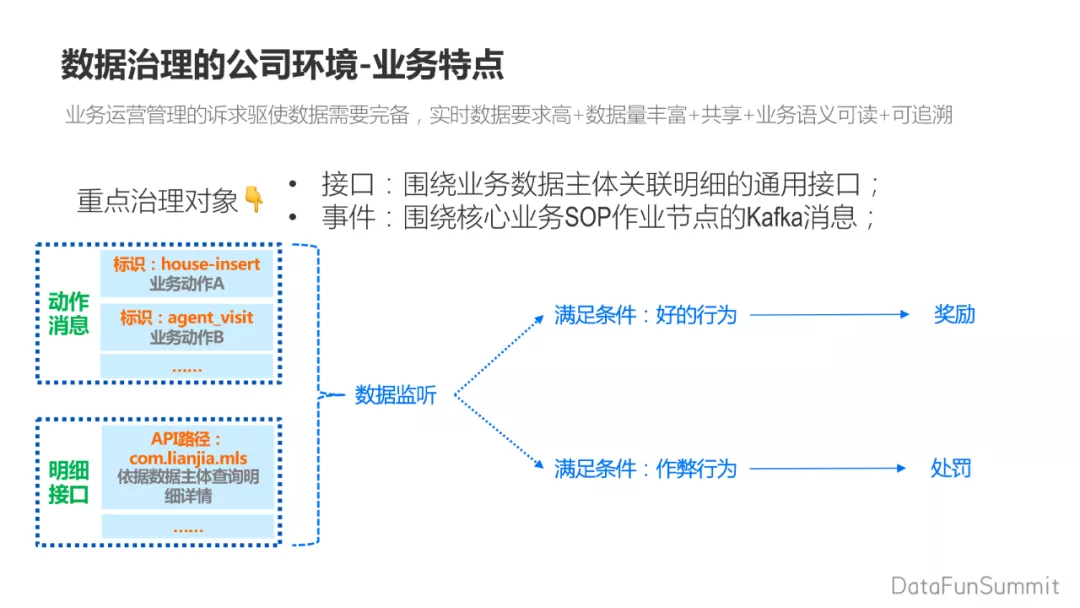 数据治理的公司环境-业务特点
业务运营管理的诉求驱使数据需要完备，实时数据要求高+数据量丰富+共享+业务语义可读+可追溯
重点治理对象👇
• 接口：围绕业务数据主体关联明细的通用接口；
• 事件：围绕核心业务SOP作业节点的Kafka消息；
动作
消息
标识：house-insert
业务动作A
标识：agent_visit
业务动作B
……
明细
接口
API路径：
com.lianjia.mls
依据数据主体查询明
细详情
……
数据监听
满足条件：好的行为
奖励
满足条件：作弊行为
处罚
DataFunSummit